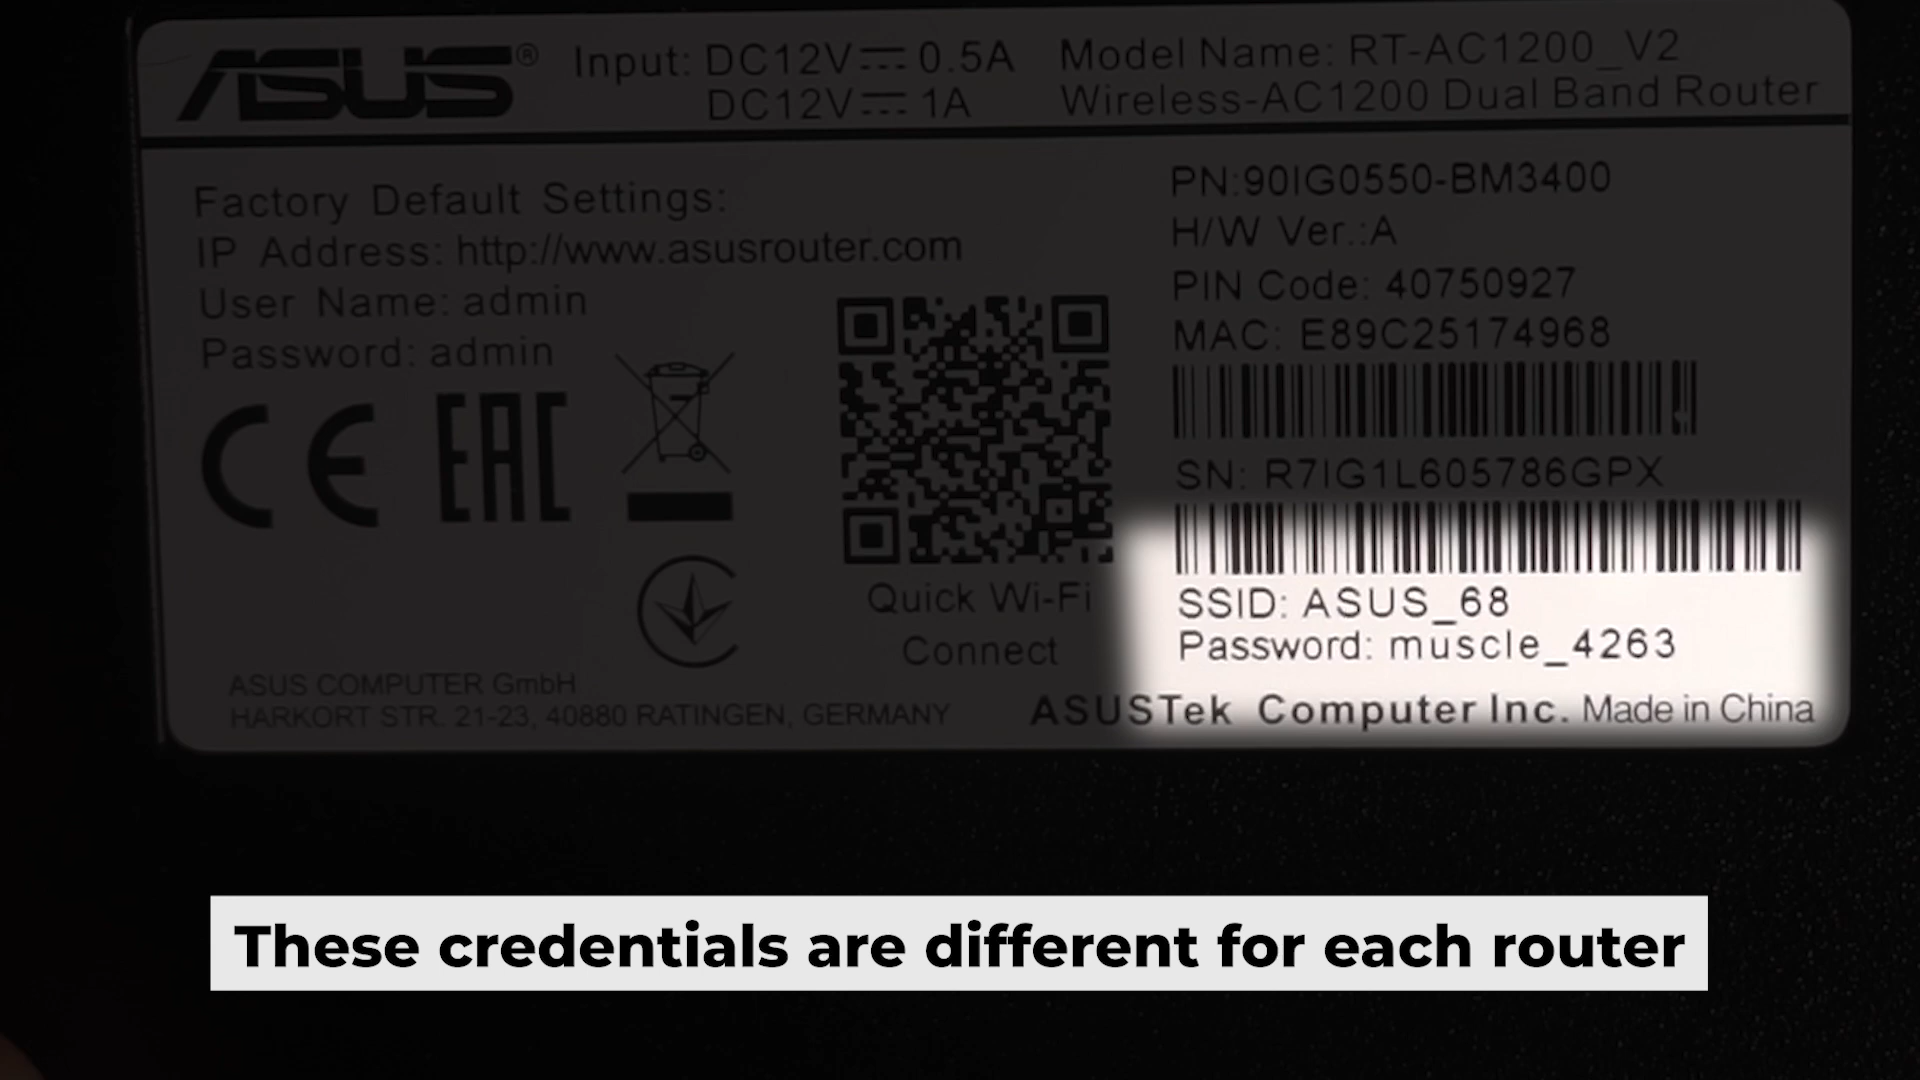 ASUS® Input: DC12V⎓ 0.5A Model Name: RT-AC1200_V2
DC12V⎓ 1A Wireless-AC1200 Dual Band Router
Factory Default Settings:
IP Address: http://www.asusrouter.com
User Name: admin
Password: admin
CE EAC
Quick Wi-Fi
Connect
ASUS COMPUTER GmbH
HARKORT STR. 21-23, 40880 RATINGEN, GERMANY
PN:90IG0550-BM3400
H/W Ver.:A
PIN Code: 40750927
MAC: E89C25174968
SN: R7IG1L605786GPX
SSID: ASUS_68
Password: muscle_4263
ASUSTek Computer Inc. Made in China
These credentials are different for each router